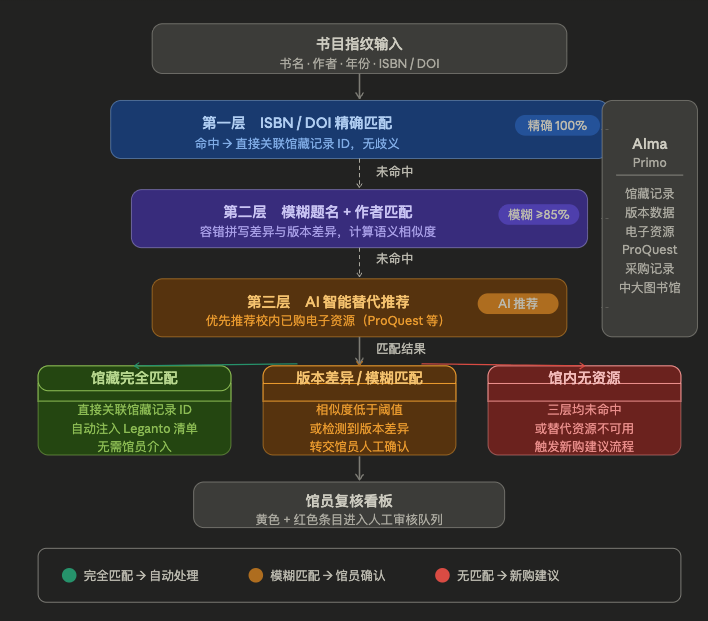 书目指纹输入
书名 · 作者 · 年份 · ISBN / DOI
第一层 ISBN / DOI 精确匹配
精确 100%
命中 → 直接关联馆藏记录 ID，无歧义
未命中
第二层 模糊题名 + 作者匹配
模糊 ≥85%
容错拼写差异与版本差异，计算语义相似度
未命中
第三层 AI 智能替代推荐
AI 推荐
优先推荐校内已购电子资源（ProQuest 等）
Alma
Primo
馆藏记录
版本数据
电子资源
ProQuest
采购记录
中大图书馆
匹配结果
馆藏完全匹配
直接关联馆藏记录 ID
自动注入 Leganto 清单
无需馆员介入
版本差异 / 模糊匹配
相似度低于阈值
或检测到版本差异
转交馆员人工确认
馆内无资源
三层均未命中
或替代资源不可用
触发新购建议流程
馆员复核看板
黄色 + 红色条目进入人工审核队列
完全匹配 → 自动处理
模糊匹配 → 馆员确认
无匹配 → 新购建议